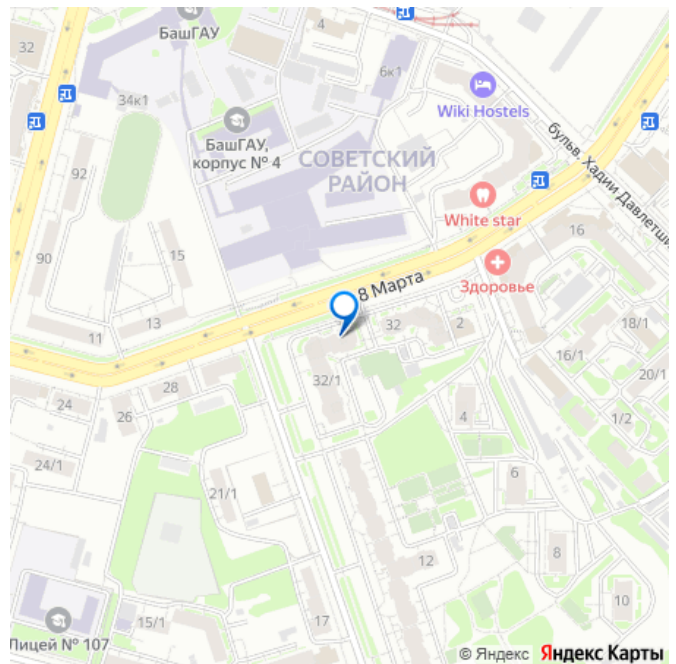 БашГАУ
4
32
34к1
6к1
Wiki Hostels
БашГАУ,
корпус № 4
СОВЕТСКИЙ
РАЙОН
бульв. Хадии Давлетши
92
White star
16
15
90
Здоровье
8 Марта
13
11
32
2
18/1
16/1
20/1
28
32/1
24
26
4
1/2
24/1
6
21/1
12
8
10
Лицей № 107
15/1
17
© Яндекс Яндекс Карты